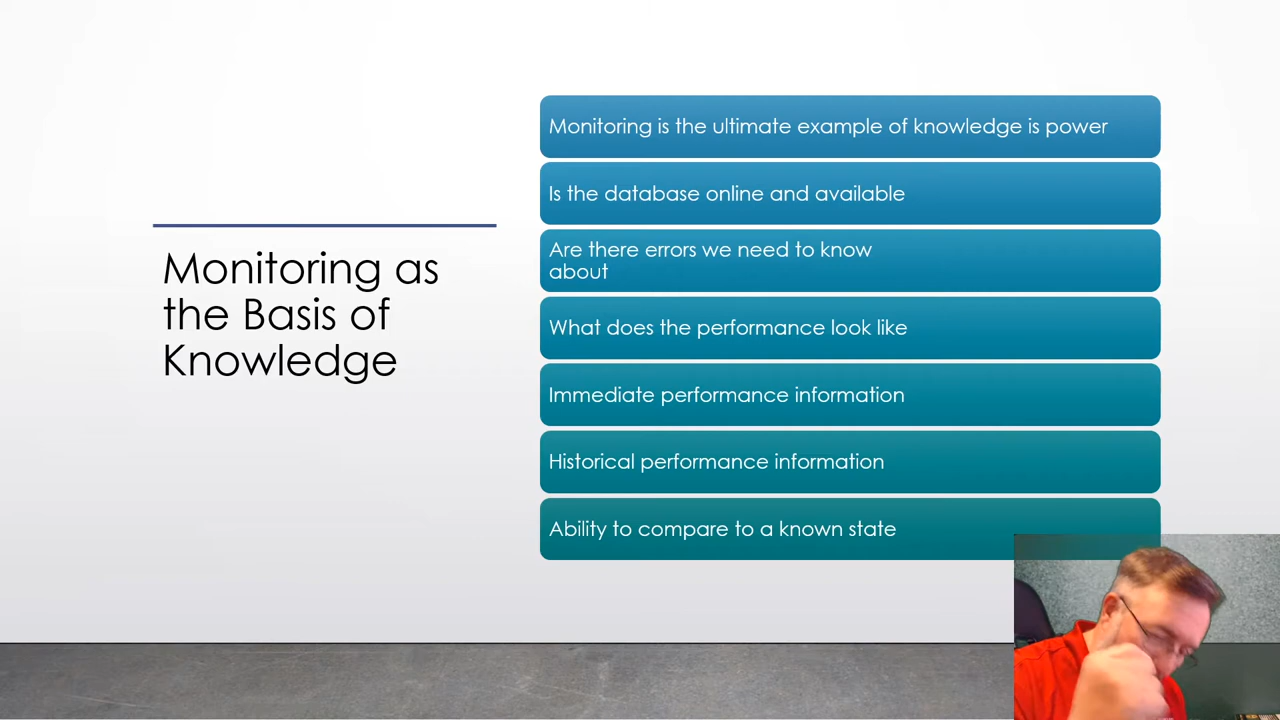 Monitoring as
the Basis of
Knowledge
Monitoring is the ultimate example of knowledge is power
Is the database online and available
Are there errors we need to know
about
What does the performance look like
Immediate performance information
Historical performance information
Ability to compare to a known state